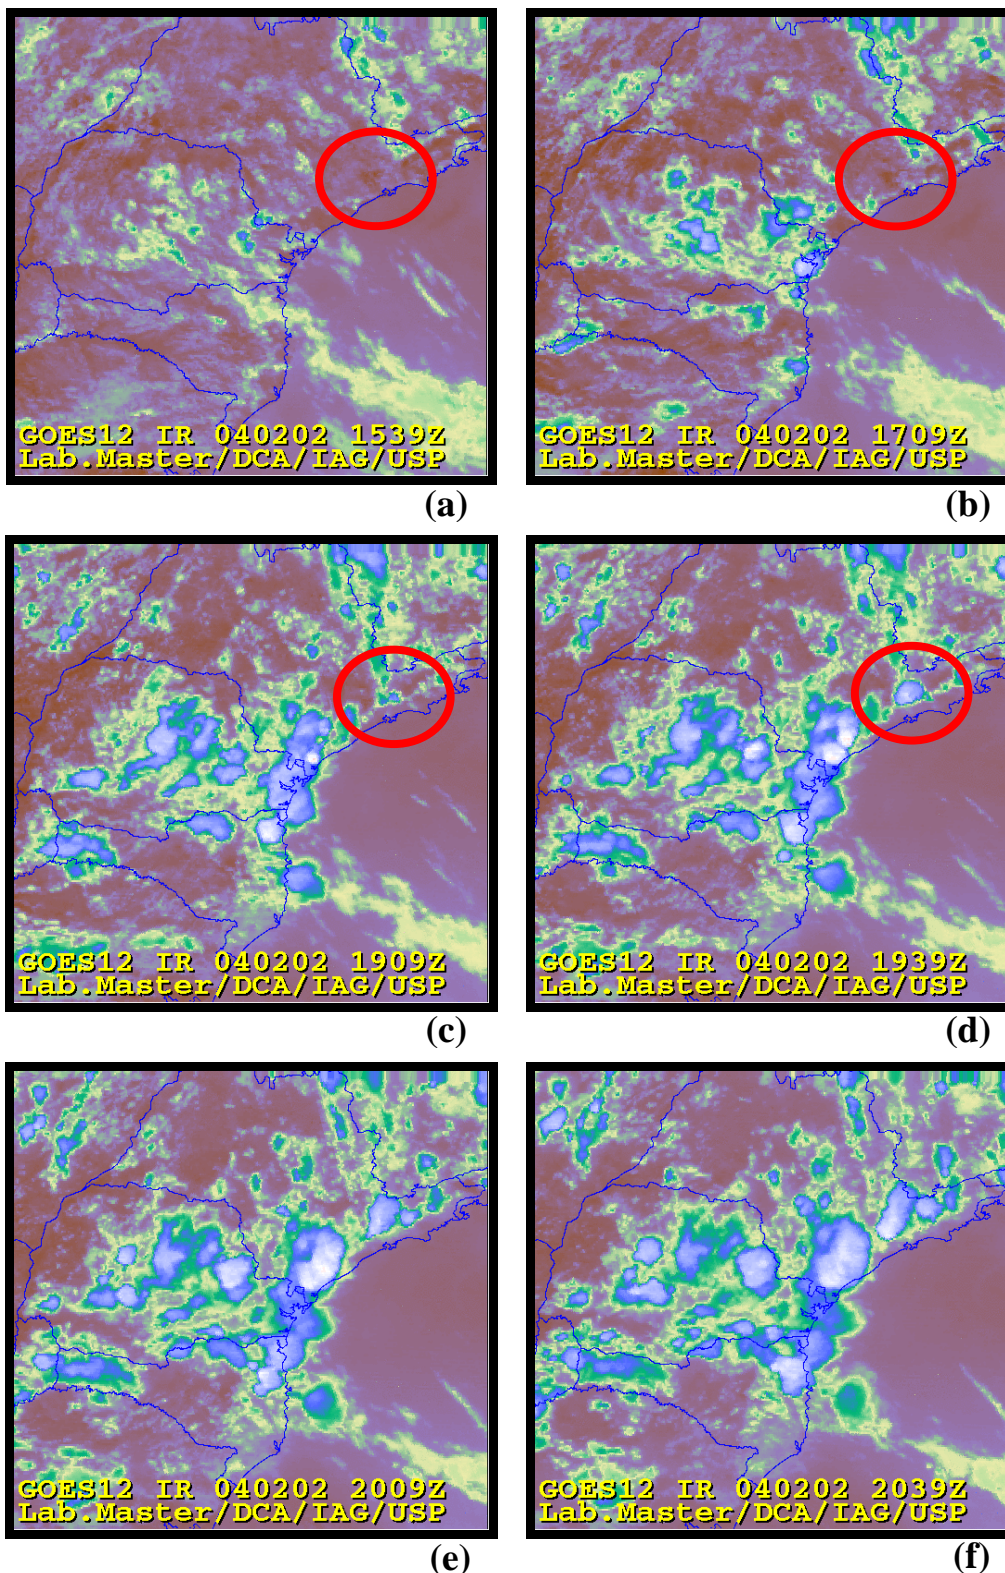 GOES12 IR 040202 1539Z
Lab.Master/DCA/IAG/USP
(a)
GOES12 IR 040202 1709Z
Lab.Master/DCA/IAG/USP
(b)
GOES12 IR 040202 1909Z
Lab.Master/DCA/IAG/USP
(c)
GOES12 IR 040202 1939Z
Lab.Master/DCA/IAG/USP
(d)
GOES12 IR 040202 2009Z
Lab.Master/DCA/IAG/USP
(e)
GOES12 IR 040202 2039Z
Lab.Master/DCA/IAG/USP
(f)